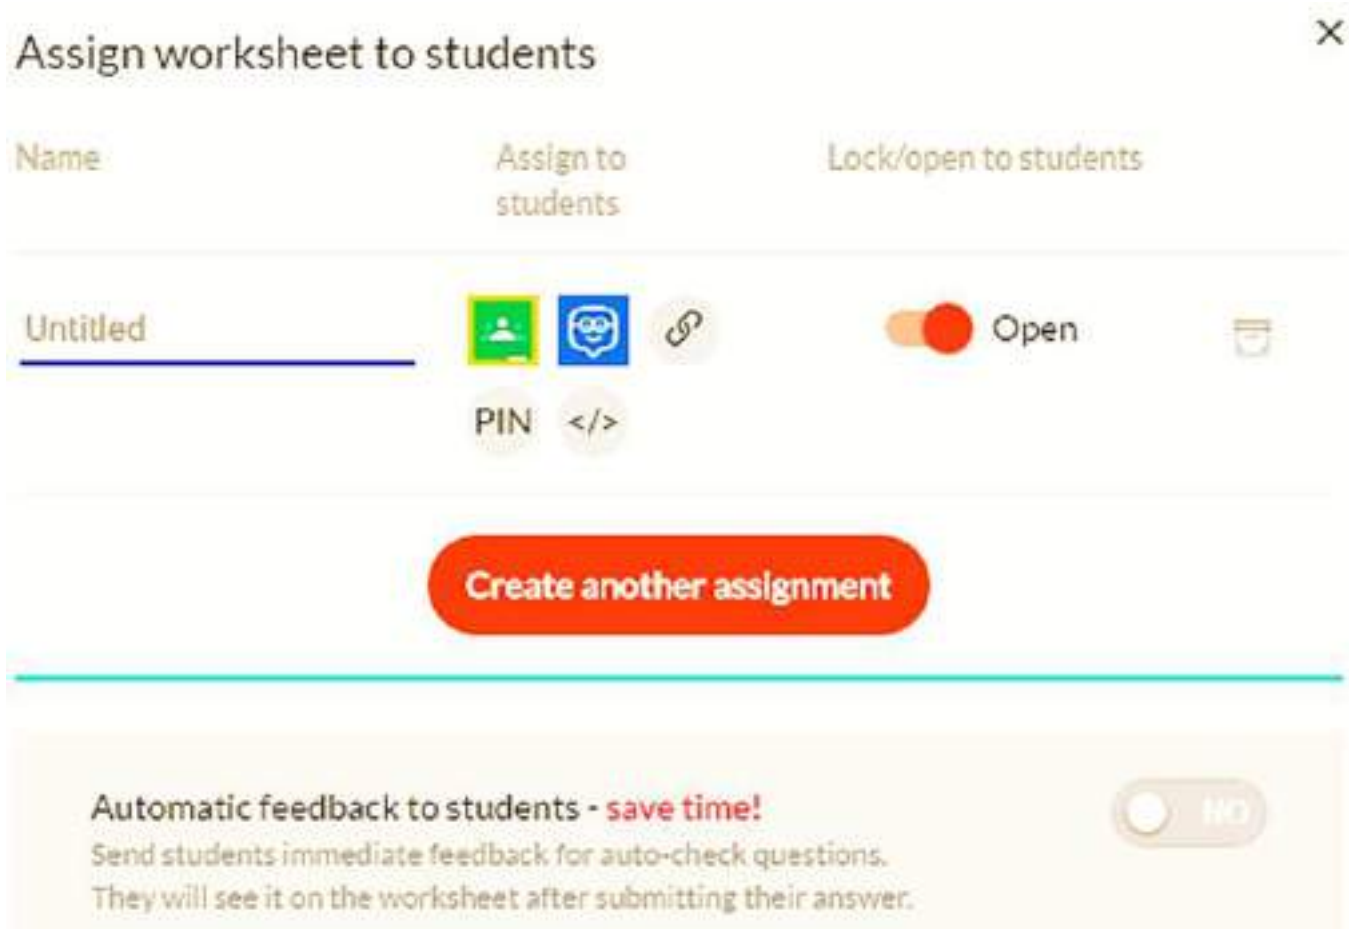 Assign worksheet to students
Name
Assign to
students
Lock/open to students
Untitled
Open
PIN
</>
Create another assignment
Automatic feedback to students - save time!
NO
Send students immediate feedback for auto-check questions.
They will see it on the worksheet after submitting their answer.